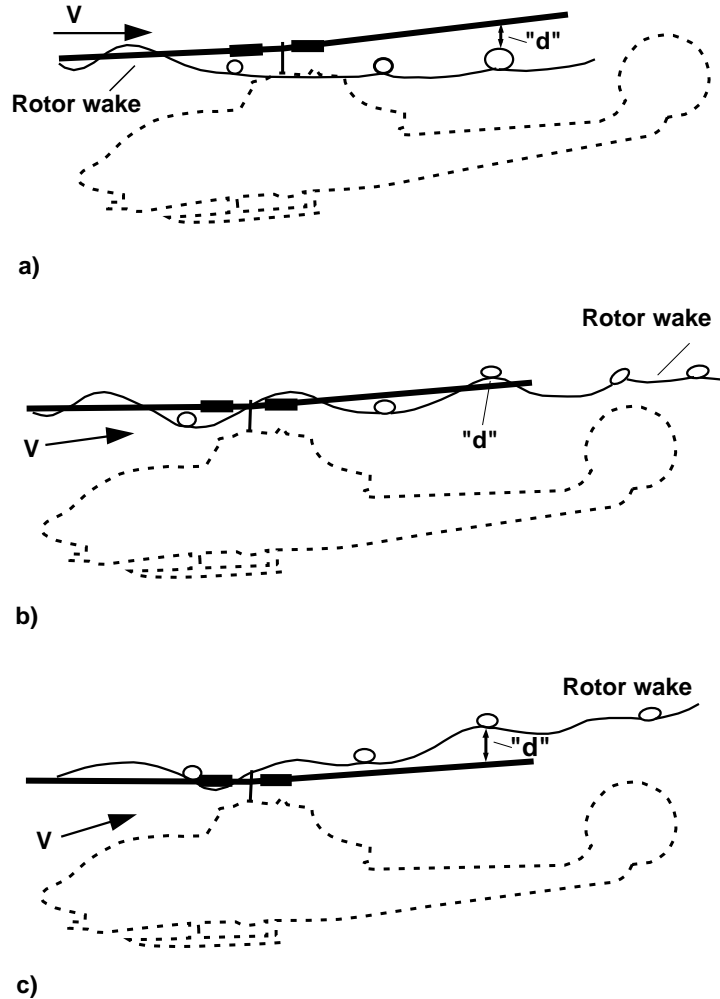 V
"d"
Rotor wake
a)
Rotor wake
"d"
V
b)
Rotor wake
"d"
V
c)